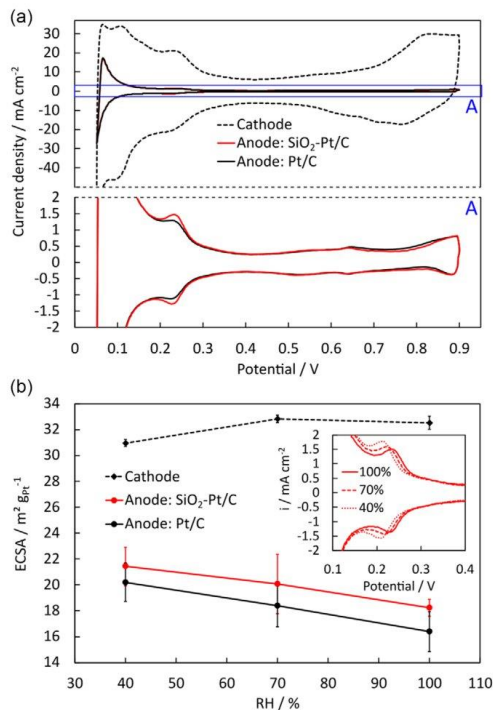 (a)
30
20
10
0
-10
-20
-30
-40
Current density / mA cm-2
A
Cathode
Anode: SiO2-Pt/C
Anode: Pt/C
A
2
1.5
1
0.5
0
-0.5
-1
-1.5
-2
0 0.1 0.2 0.3 0.4 0.5 0.6 0.7 0.8 0.9 1
Potential / V
(b)
34
32
30
28
26
24
22
20
18
16
14
ECSA / m² gPt-1
Cathode
Anode: SiO2-Pt/C
Anode: Pt/C
2
1.5
1
0.5
0
-0.5
-1
-1.5
-2
i / mA cm-2
100%
70%
40%
0.1 0.2 0.3 0.4
Potential / V
30 40 50 60 70 80 90 100 110
RH / %